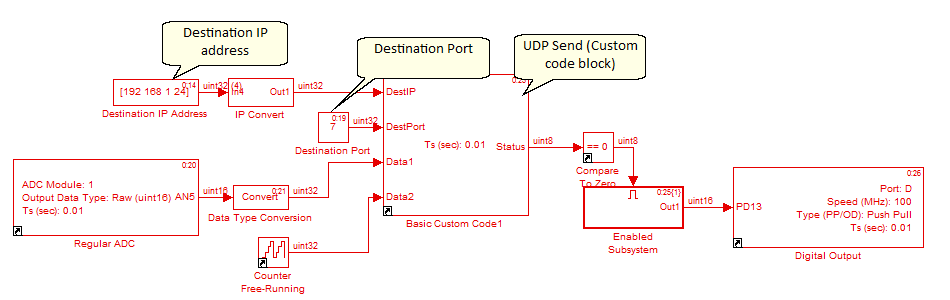 Destination IP
address
Destination Port
UDP Send (Custom
code block)
0:14
[192 168 1 24]
uint32 (4)
Destination IP Address
In4
Out1
IP Convert
uint32
0:19
7
uint32
Destination Port
DestIP
DestPort
Data1
Data2
Ts (sec): 0.01
Status
Basic Custom Code1
uint8
== 0
Compare
To Zero
uint8
0:20
ADC Module: 1
Output Data Type: Raw (uint16)
AN5
Ts (sec): 0.01
Regular ADC
uint16
0:21
Convert
Data Type Conversion
uint32
Counter
Free-Running
uint32
0:25{1}
Out1
Enabled
Subsystem
uint16
0:26
Port: D
Speed (MHz): 100
PD13
Type (PP/OD): Push Pull
Ts (sec): 0.01
Digital Output